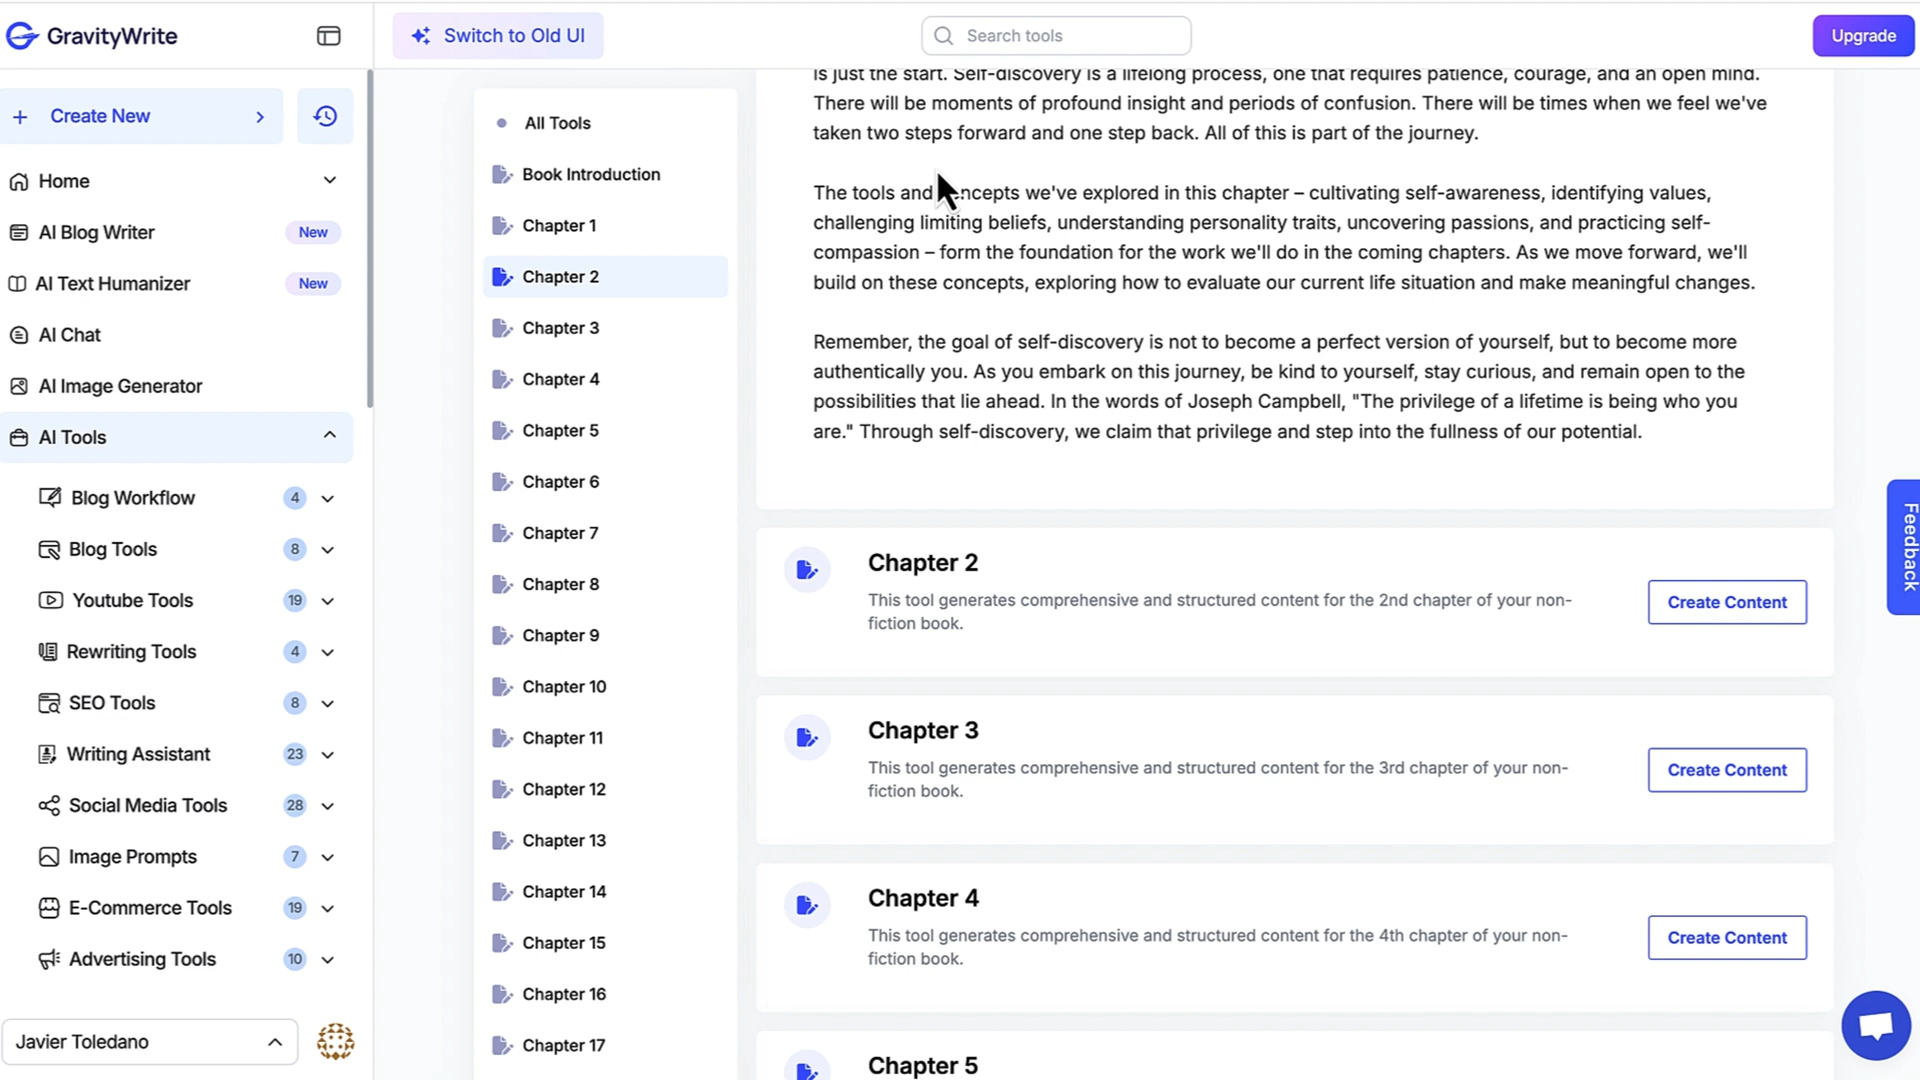 GravityWrite
Switch to Old UI
Search tools
Upgrade
Create New
Home
AI Blog Writer
New
AI Text Humanizer
New
AI Chat
AI Image Generator
AI Tools
Blog Workflow
4
Blog Tools
8
Youtube Tools
19
Rewriting Tools
4
SEO Tools
8
Writing Assistant
23
Social Media Tools
28
Image Prompts
7
E-Commerce Tools
19
Advertising Tools
10
Javier Toledano
All Tools
Book Introduction
Chapter 1
Chapter 2
Chapter 3
Chapter 4
Chapter 5
Chapter 6
Chapter 7
Chapter 8
Chapter 9
Chapter 10
Chapter 11
Chapter 12
Chapter 13
Chapter 14
Chapter 15
Chapter 16
Chapter 17
is just the start. Self-discovery is a lifelong process, one that requires patience, courage, and an open mind.
There will be moments of profound insight and periods of confusion. There will be times when we feel we've
taken two steps forward and one step back. All of this is part of the journey.
The tools and concepts we've explored in this chapter – cultivating self-awareness, identifying values,
challenging limiting beliefs, understanding personality traits, uncovering passions, and practicing self-
compassion – form the foundation for the work we'll do in the coming chapters. As we move forward, we'll
build on these concepts, exploring how to evaluate our current life situation and make meaningful changes.
Remember, the goal of self-discovery is not to become a perfect version of yourself, but to become more
authentically you. As you embark on this journey, be kind to yourself, stay curious, and remain open to the
possibilities that lie ahead. In the words of Joseph Campbell, "The privilege of a lifetime is being who you
are." Through self-discovery, we claim that privilege and step into the fullness of our potential.
Chapter 2
This tool generates comprehensive and structured content for the 2nd chapter of your non-
fiction book.
Create Content
Chapter 3
This tool generates comprehensive and structured content for the 3rd chapter of your non-
fiction book.
Create Content
Chapter 4
This tool generates comprehensive and structured content for the 4th chapter of your non-
fiction book.
Create Content
Chapter 5
Feedback